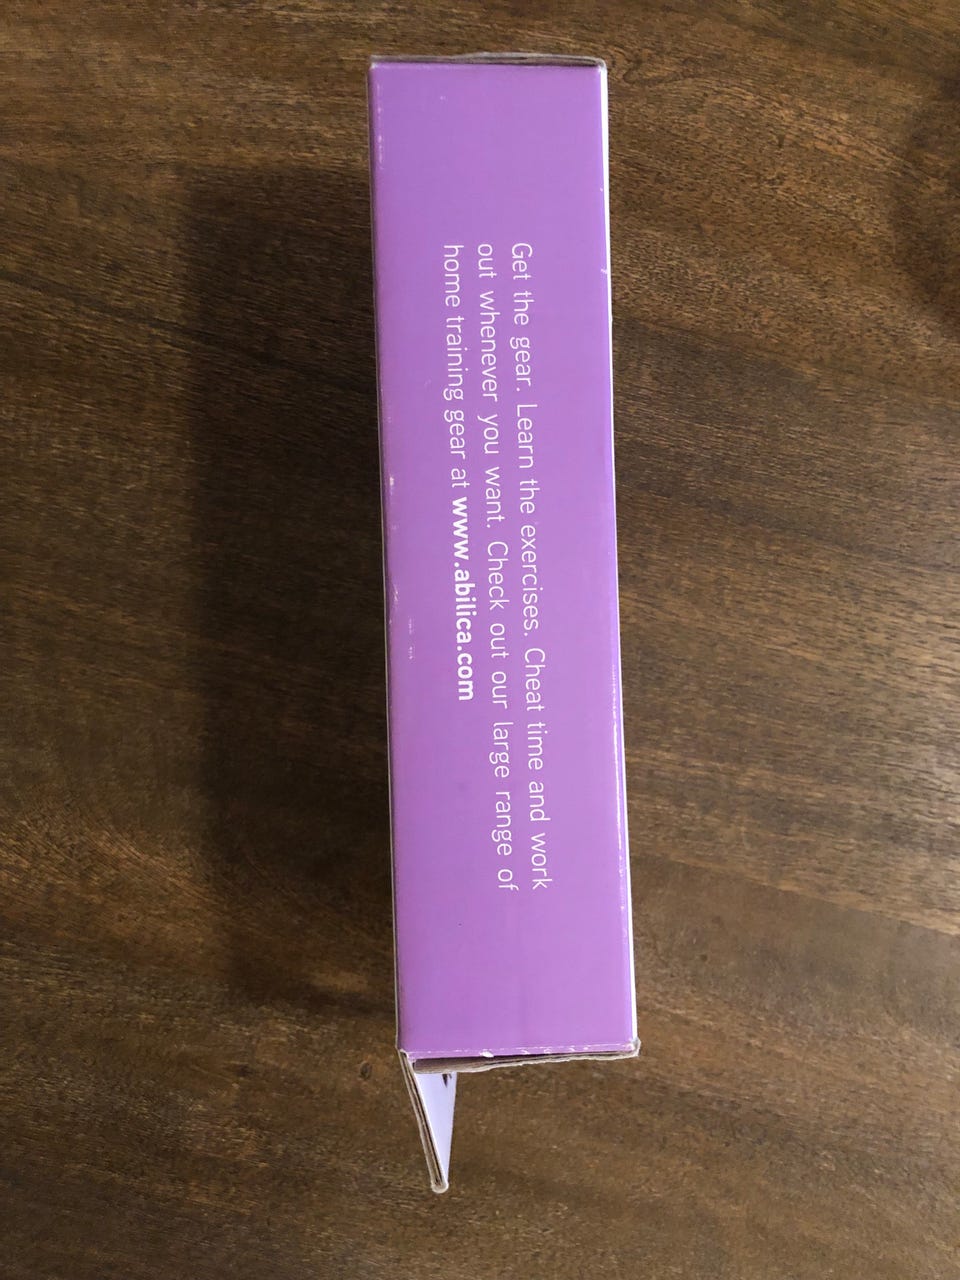 Get the gear. Learn the exercises. Cheat time and work
out whenever you want. Check out our large range of
home training gear at www.abilica.com